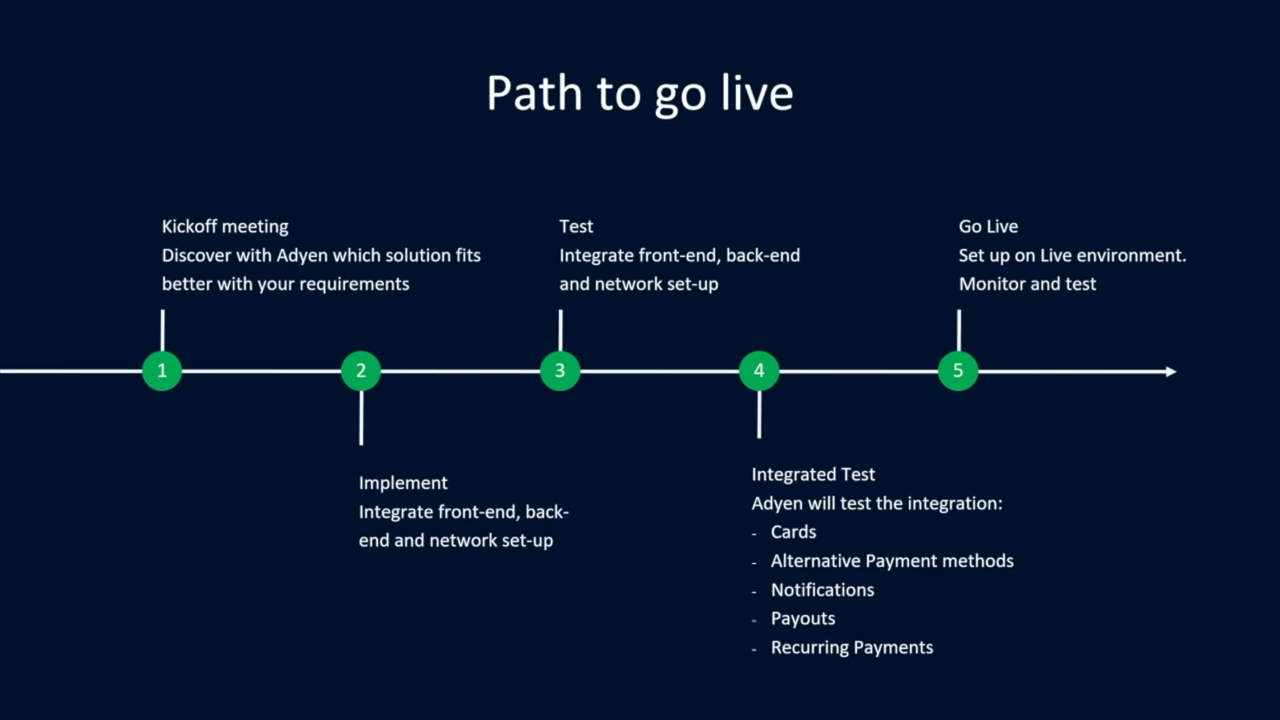 Path to go live
Kickoff meeting
Discover with Adyen which solution fits
better with your requirements
Test
Integrate front-end, back-end
and network set-up
Go Live
Set up on Live environment.
Monitor and test
1
2
3
4
5
Implement
Integrate front-end, back-
end and network set-up
Integrated Test
Adyen will test the integration:
- Cards
- Alternative Payment methods
- Notifications
- Payouts
- Recurring Payments